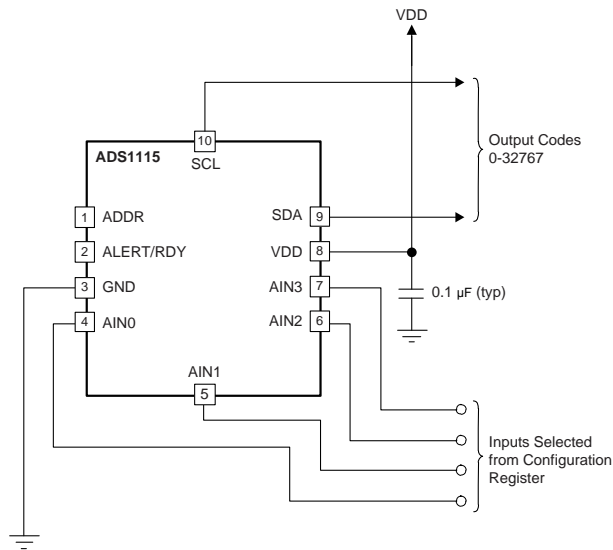 VDD
10
ADS1115
SCL
Output Codes
0-32767
1 ADDR
SDA 9
2 ALERT/RDY
VDD 8
3 GND
AIN3 7
0.1 µF (typ)
4 AIN0
AIN2 6
AIN1
5
Inputs Selected
from Configuration
Register